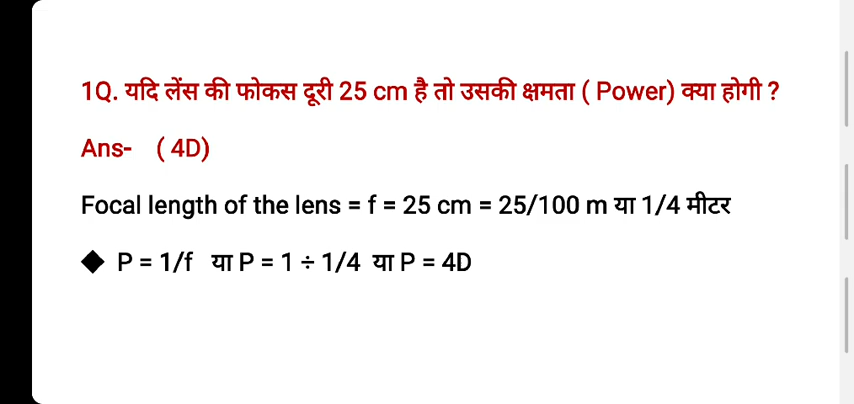 1Q. यदि लेंस की फोकस दूरी 25 cm है तो उसकी क्षमता ( Power) क्या होगी ?
Ans- ( 4D)
Focal length of the lens = f = 25 cm = 25/100 m या 1/4 मीटर
◆ P = 1/f या P = 1 ÷ 1/4 या P = 4D